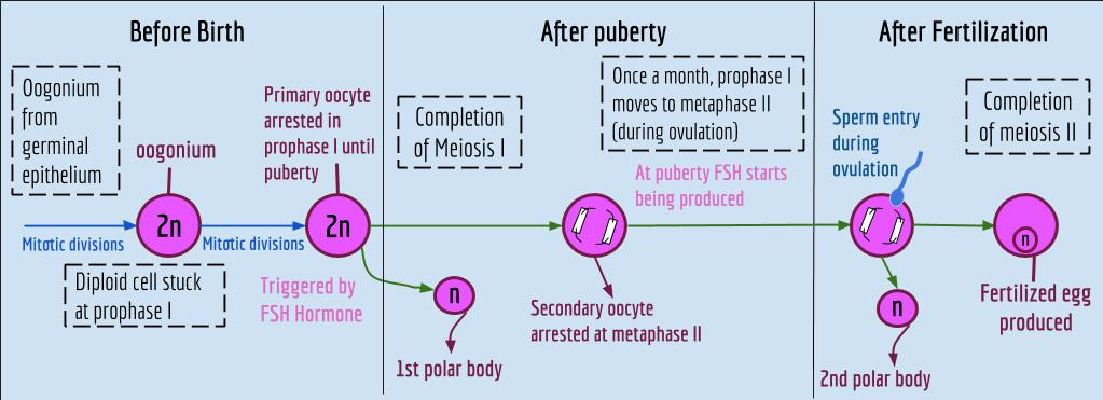 Before Birth
After puberty
After Fertilization
Oogonium
from
germinal
epithelium
oogonium
Primary oocyte
arrested in
prophase I until
puberty
Completion
of Meiosis I
Once a month, prophase I
moves to metaphase II
(during ovulation)
At puberty FSH starts
being produced
Sperm entry
during
ovulation
Completion
of meiosis II
2n
2n
Mitotic divisions
Mitotic divisions
Diploid cell stuck
at prophase I
Triggered by
FSH Hormone
n
1st polar body
Secondary oocyte
arrested at metaphase II
n
2nd polar body
n
Fertilized egg
produced